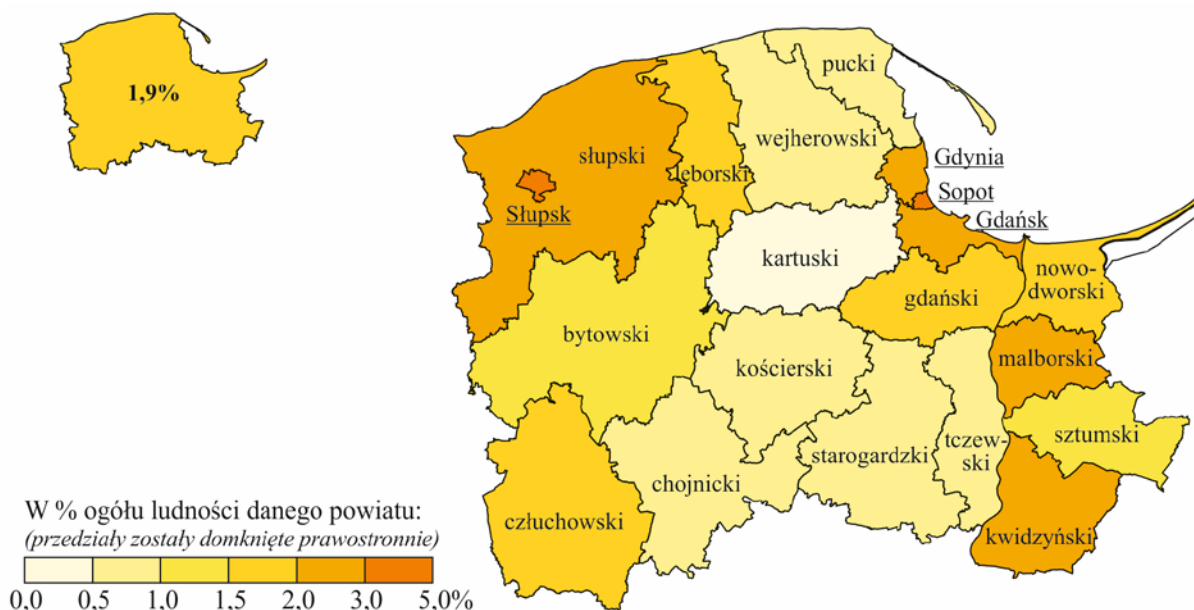 1,9%
pucki
wejherowski
słupski
lęborski
Gdynia
Sopot
Gdańsk
Słupsk
kartuski
nowo-
dworski
gdański
bytowski
kościerski
malborski
sztumski
tczew-
ski
starogardzki
chojnicki
człuchowski
kwidzyński
W % ogółu ludności danego powiatu:
(przedziały zostały domknięte prawostronnie)
0,0 0,5 1,0 1,5 2,0 3,0 5,0%